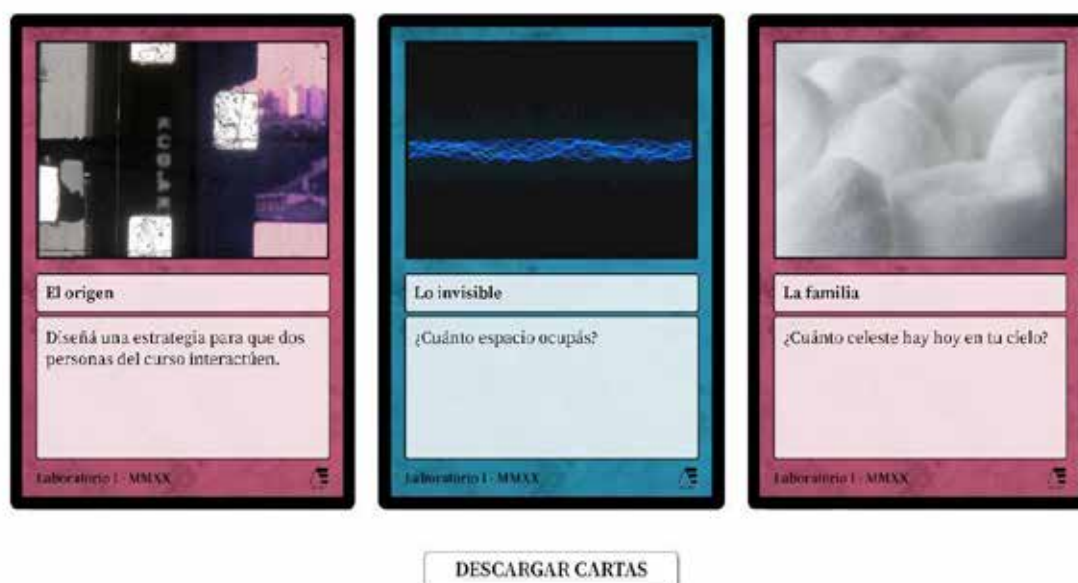 El origen
Diseñá una estrategia para que dos
personas del curso interactúen.
Laboratorio I - MMXX
Lo invisible
¿Cuánto espacio ocupás?
Laboratorio I - MMXX
La familia
¿Cuánto celeste hay hoy en tu cielo?
Laboratorio I - MMXX
DESCARGAR CARTAS